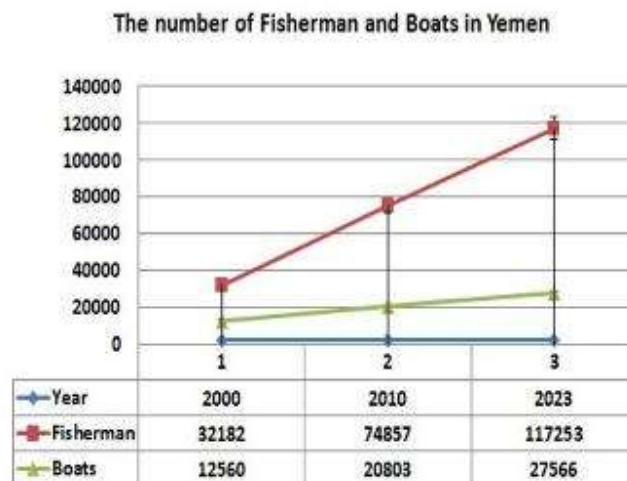 The number of Fisherman and Boats in Yemen
140000
120000
100000
80000
60000
40000
20000
0
1 2 3
Year 2000 2010 2023
Fisherman 32182 74857 117253
Boats 12560 20803 27566